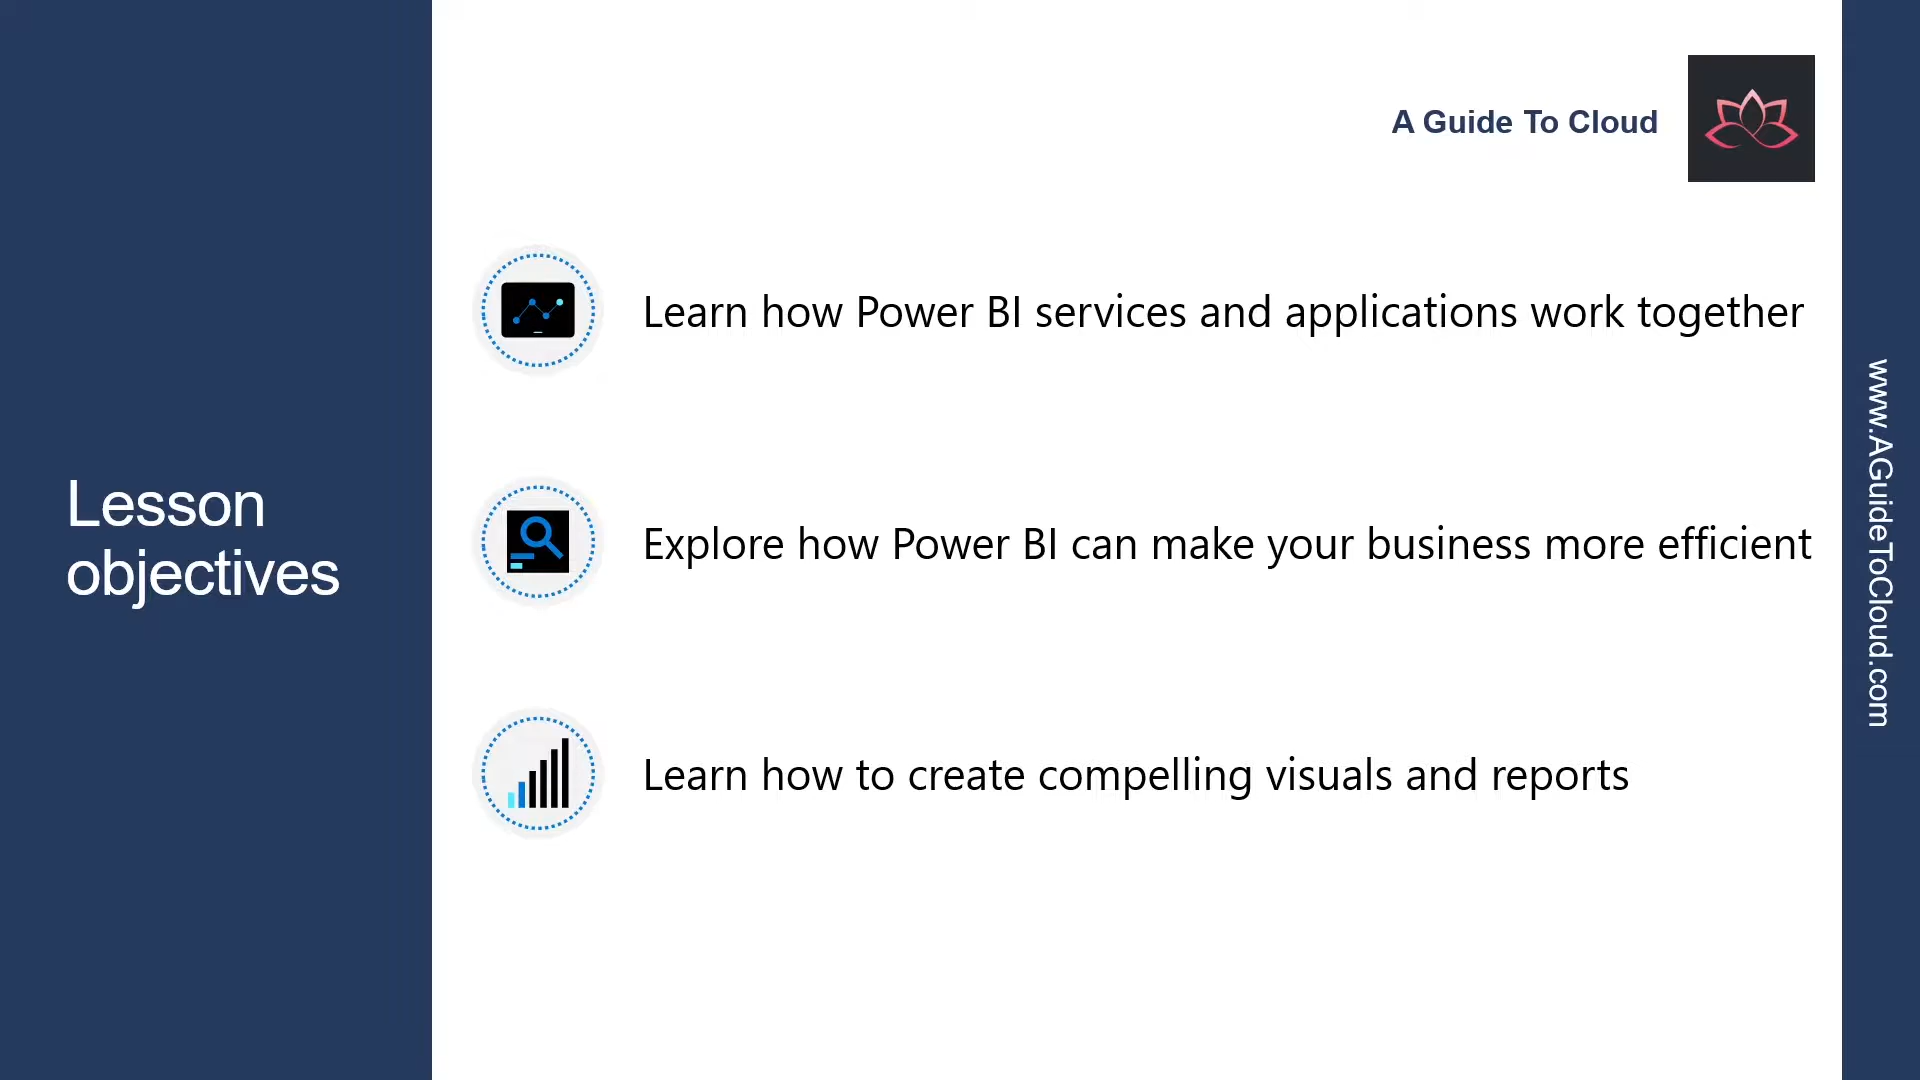 A Guide To Cloud
Lesson
objectives
Learn how Power BI services and applications work together
Explore how Power BI can make your business more efficient
Learn how to create compelling visuals and reports
www.AGuideToCloud.com